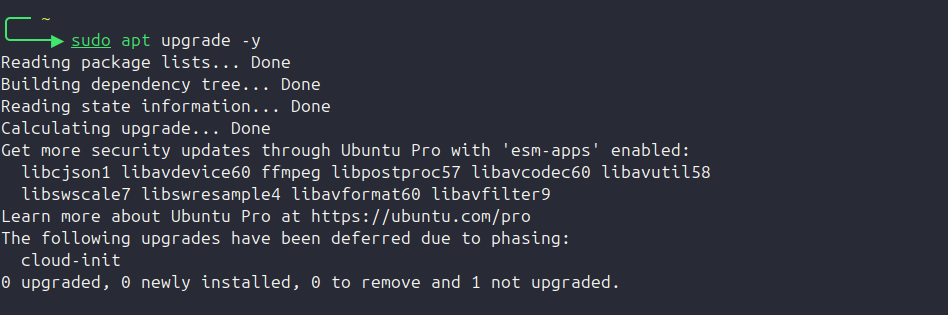 ~
sudo apt upgrade -y
Reading package lists... Done
Building dependency tree... Done
Reading state information... Done
Calculating upgrade... Done
Get more security updates through Ubuntu Pro with 'esm-apps' enabled:
  libcjson1 libavdevice60 ffmpeg libpostproc57 libavcodec60 libavutil58
  libswscale7 libswresample4 libavformat60 libavfilter9
Learn more about Ubuntu Pro at https://ubuntu.com/pro
The following upgrades have been deferred due to phasing:
  cloud-init
0 upgraded, 0 newly installed, 0 to remove and 1 not upgraded.